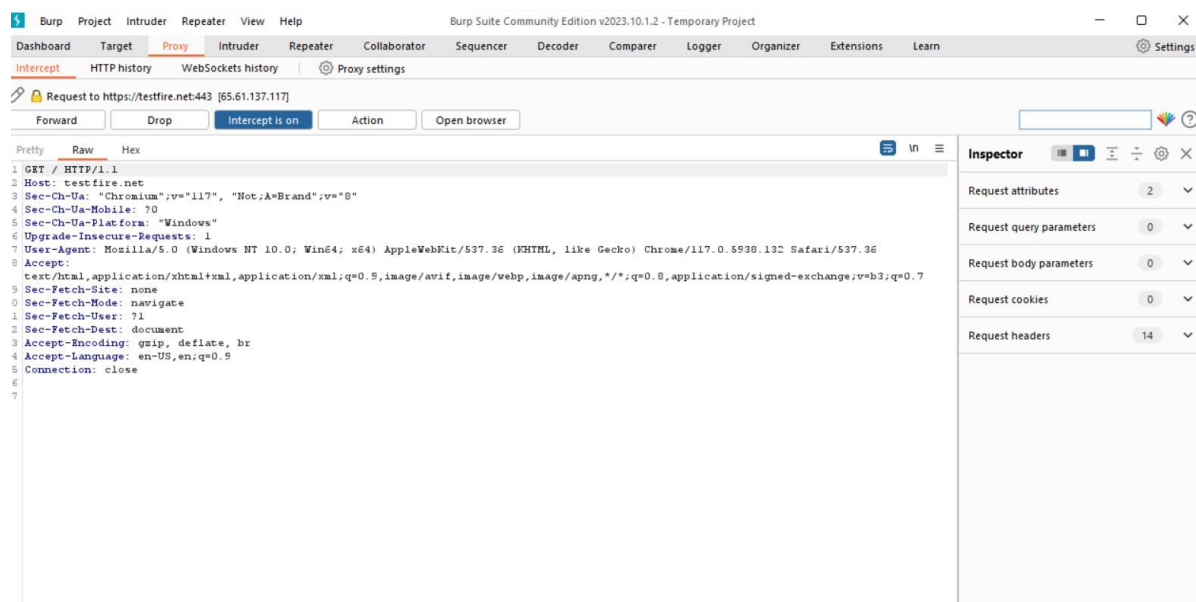 Burp Project Intruder Repeater View Help Burp Suite Community Edition v2023.10.1.2 - Temporary Project
Dashboard Target Proxy Intruder Repeater Collaborator Sequencer Decoder Comparer Logger Organizer Extensions Learn Settings
Intercept HTTP history WebSockets history Proxy settings
Request to https://testfire.net:443 [65.61.137.117]
Forward Drop Intercept is on Action Open browser
Pretty Raw Hex \n
Inspector
1 GET / HTTP/1.1
2 Host: testfire.net
3 Sec-Ch-Ua: "Chromium";v="117", "Not;A=Brand";v="8"
4 Sec-Ch-Ua-Mobile: ?0
5 Sec-Ch-Ua-Platform: "Windows"
6 Upgrade-Insecure-Requests: 1
7 User-Agent: Mozilla/5.0 (Windows NT 10.0; Win64; x64) AppleWebKit/537.36 (KHTML, like Gecko) Chrome/117.0.5938.132 Safari/537.36
8 Accept:
text/html,application/xhtml+xml,application/xml;q=0.9,image/avif,image/webp,image/apng,*/*;q=0.8,application/signed-exchange;v=b3;q=0.7
9 Sec-Fetch-Site: none
0 Sec-Fetch-Mode: navigate
1 Sec-Fetch-User: ?1
2 Sec-Fetch-Dest: document
3 Accept-Encoding: gzip, deflate, br
4 Accept-Language: en-US,en;q=0.9
5 Connection: close
6
7
Request attributes 2
Request query parameters 0
Request body parameters 0
Request cookies 0
Request headers 14